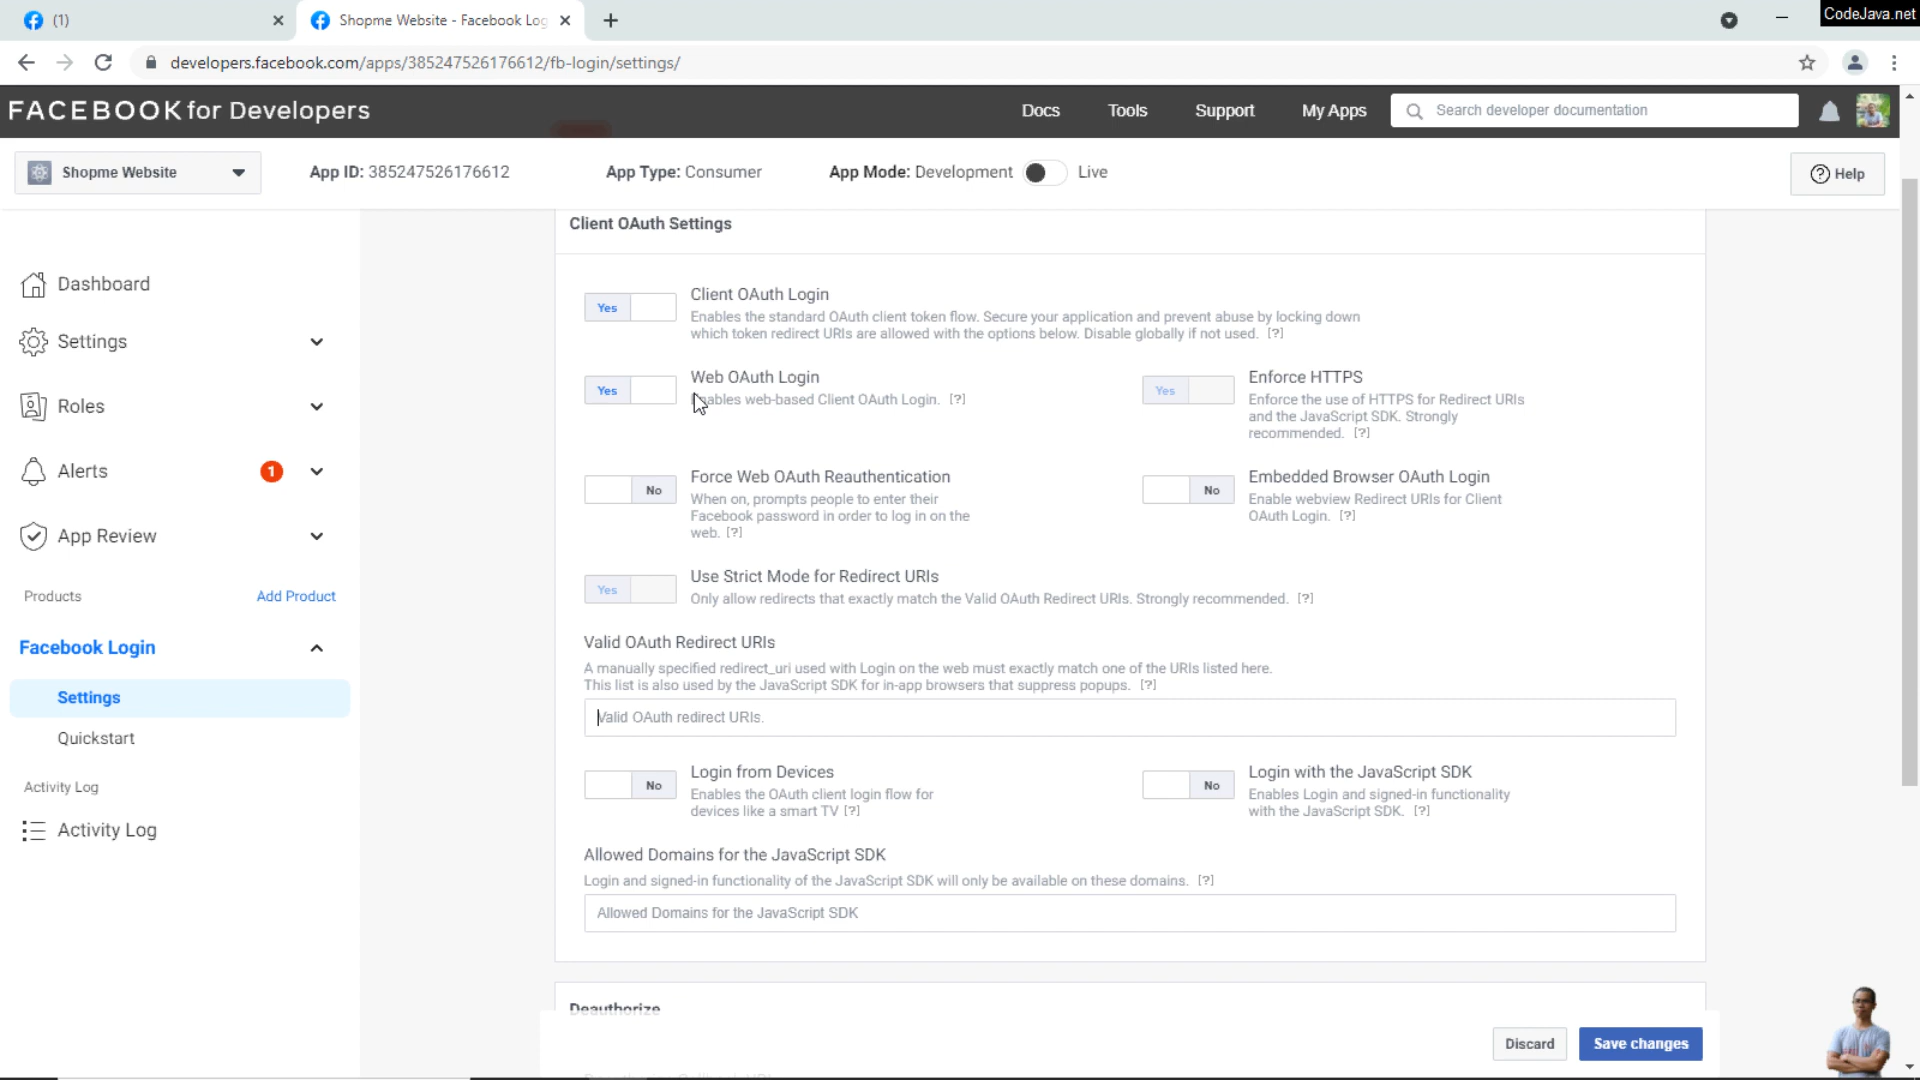 (1)
Shopme Website - Facebook Log
CodeJava.net
developers.facebook.com/apps/385247526176612/fb-login/settings/
FACEBOOK for Developers
Docs
Tools
Support
My Apps
Search developer documentation
Shopme Website
App ID: 385247526176612
App Type: Consumer
App Mode: Development
Live
Help
Client OAuth Settings
Dashboard
Settings
Roles
Alerts
1
App Review
Products
Add Product
Facebook Login
Settings
Quickstart
Activity Log
Activity Log
Yes
Client OAuth Login
Enables the standard OAuth client token flow. Secure your application and prevent abuse by locking down
which token redirect URIs are allowed with the options below. Disable globally if not used. [?]
Yes
Web OAuth Login
Enables web-based Client OAuth Login. [?]
Yes
Enforce HTTPS
Enforce the use of HTTPS for Redirect URIs
and the JavaScript SDK. Strongly
recommended. [?]
No
Force Web OAuth Reauthentication
When on, prompts people to enter their
Facebook password in order to log in on the
web. [?]
No
Embedded Browser OAuth Login
Enable webview Redirect URIs for Client
OAuth Login. [?]
Yes
Use Strict Mode for Redirect URIs
Only allow redirects that exactly match the Valid OAuth Redirect URIs. Strongly recommended. [?]
Valid OAuth Redirect URIs
A manually specified redirect_uri used with Login on the web must exactly match one of the URIs listed here.
This list is also used by the JavaScript SDK for in-app browsers that suppress popups. [?]
Valid OAuth redirect URIs.
No
Login from Devices
Enables the OAuth client login flow for
devices like a smart TV [?]
No
Login with the JavaScript SDK
Enables Login and signed-in functionality
with the JavaScript SDK. [?]
Allowed Domains for the JavaScript SDK
Login and signed-in functionality of the JavaScript SDK will only be available on these domains. [?]
Allowed Domains for the JavaScript SDK
Deauthorize
Discard
Save changes